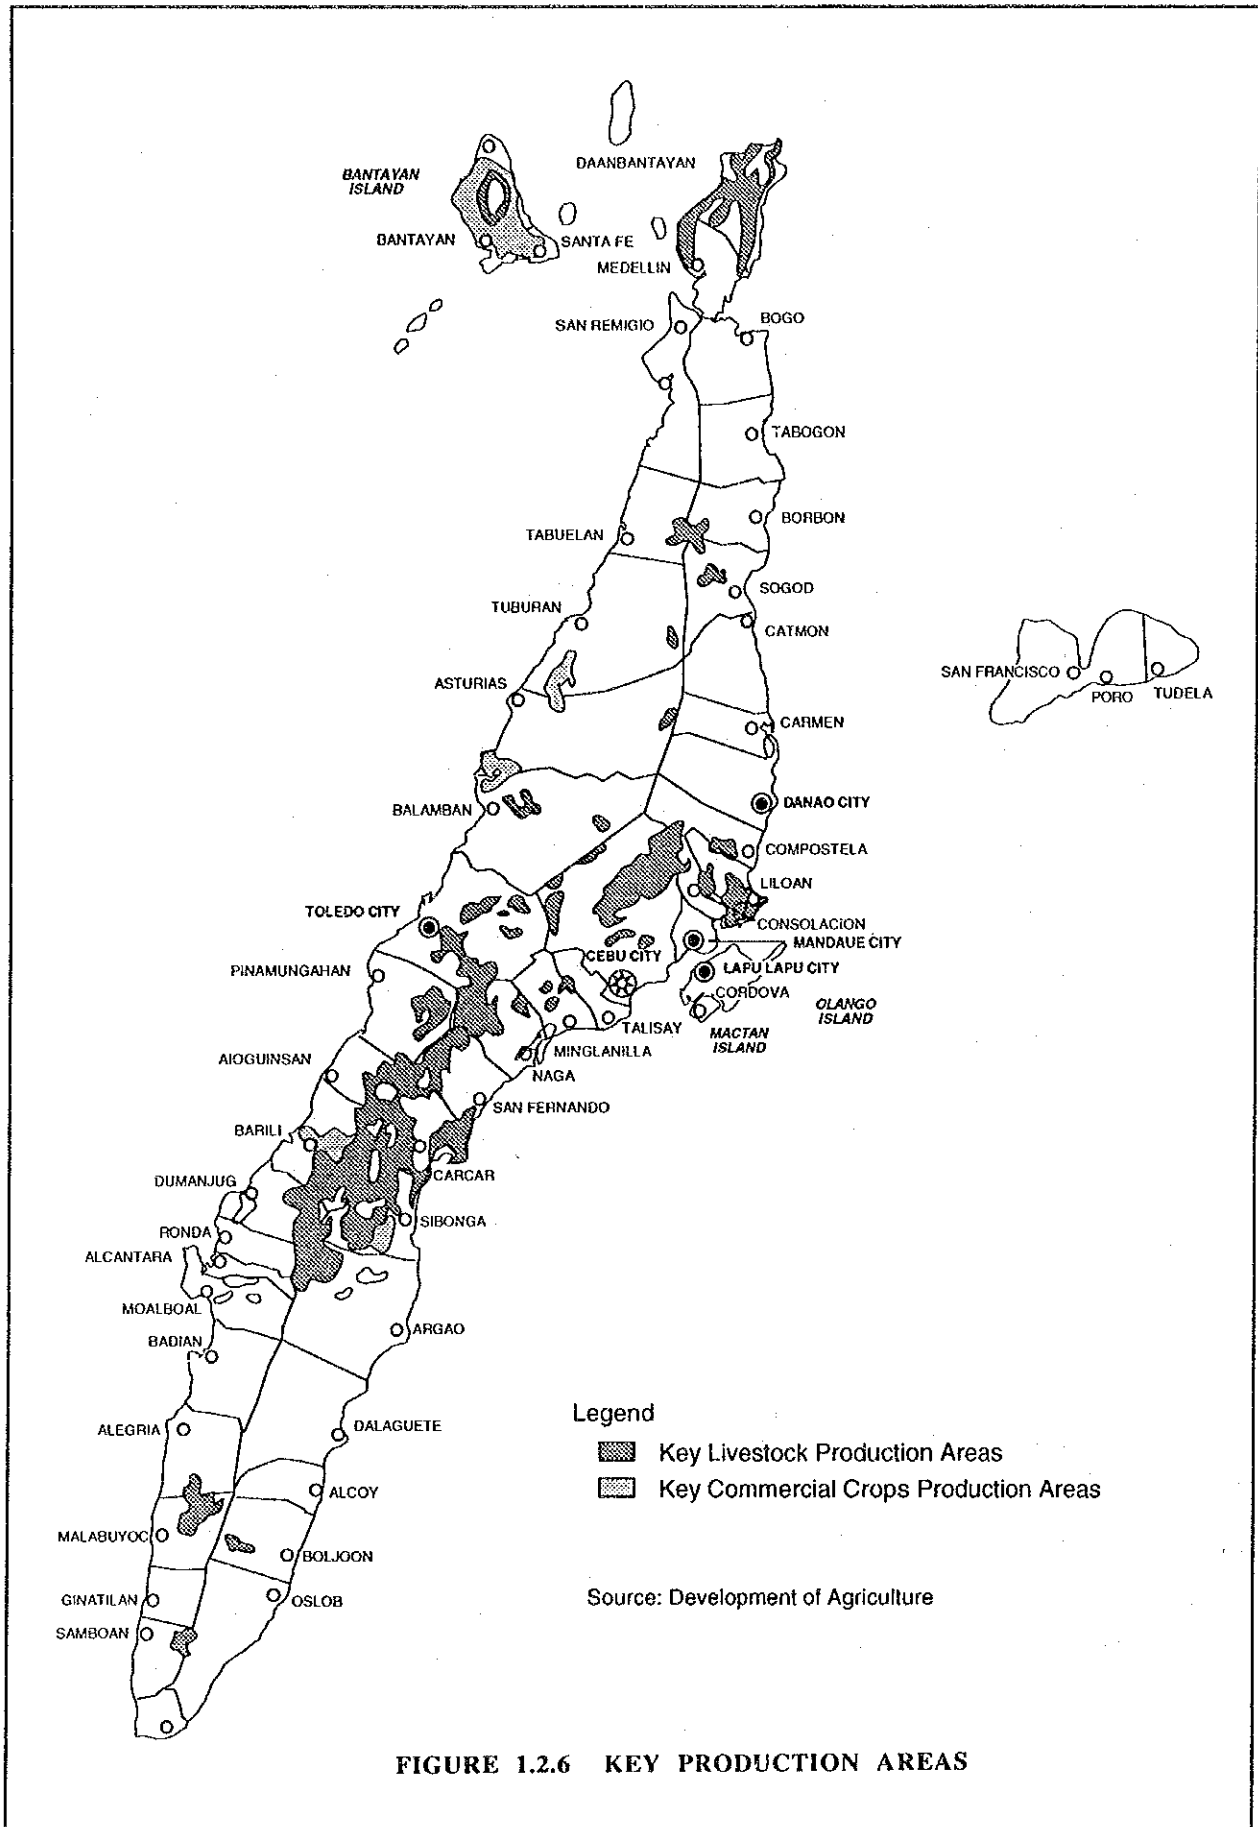 DAANBANTAYAN
BANTAYAN
ISLAND
BANTAYAN
SANTA FE
MEDELLIN
SAN REMIGIO
BOGO
TABOGON
BORBON
TABUELAN
SOGOD
TUBURAN
CATMON
SAN FRANCISCO
PORO
TUDELA
ASTURIAS
CARMEN
BALAMBAN
DANAO CITY
COMPOSTELA
LILOAN
TOLEDO CITY
CONSOLACION
MANDAUE CITY
CEBU CITY
PINAMUNGAHAN
LAPU LAPU CITY
CORDOVA
OLANGO
ISLAND
TALISAY
MACTAN
ISLAND
MINGLANILLA
AIOGUINSAN
NAGA
SAN FERNANDO
BARILI
CARCAR
DUMANJUG
SIBONGA
RONDA
ALCANTARA
MOALBOAL
ARGAO
BADIAN
ALEGRIA
DALAGUETE
ALCOY
MALABUYOC
BOLJOON
GINATILAN
OSLOB
SAMBOAN
Legend
Key Livestock Production Areas
Key Commercial Crops Production Areas
Source: Development of Agriculture
FIGURE 1.2.6 KEY PRODUCTION AREAS